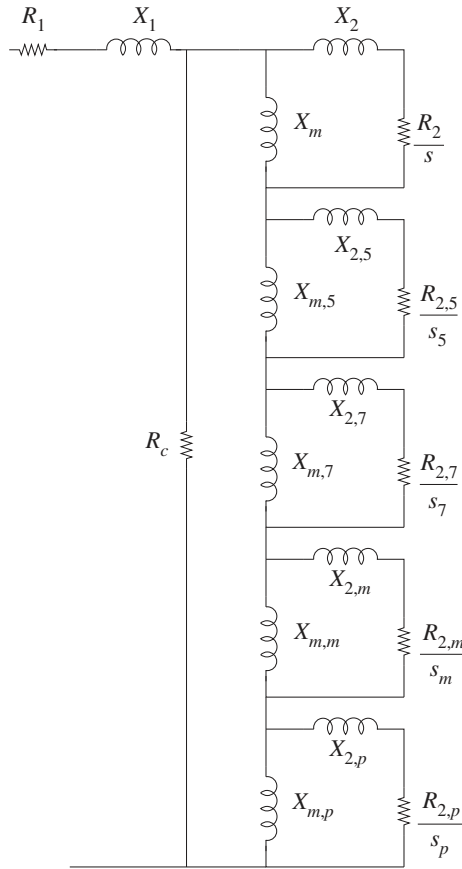 R₁
X₁
X₂
Xₘ
R₂
s
X₂,₅
Xₘ,₅
R₂,₅
s₅
X₂,₇
R_c
Xₘ,₇
R₂,₇
s₇
X₂,ₘ
Xₘ,ₘ
R₂,ₘ
sₘ
X₂,ₚ
Xₘ,ₚ
R₂,ₚ
sₚ